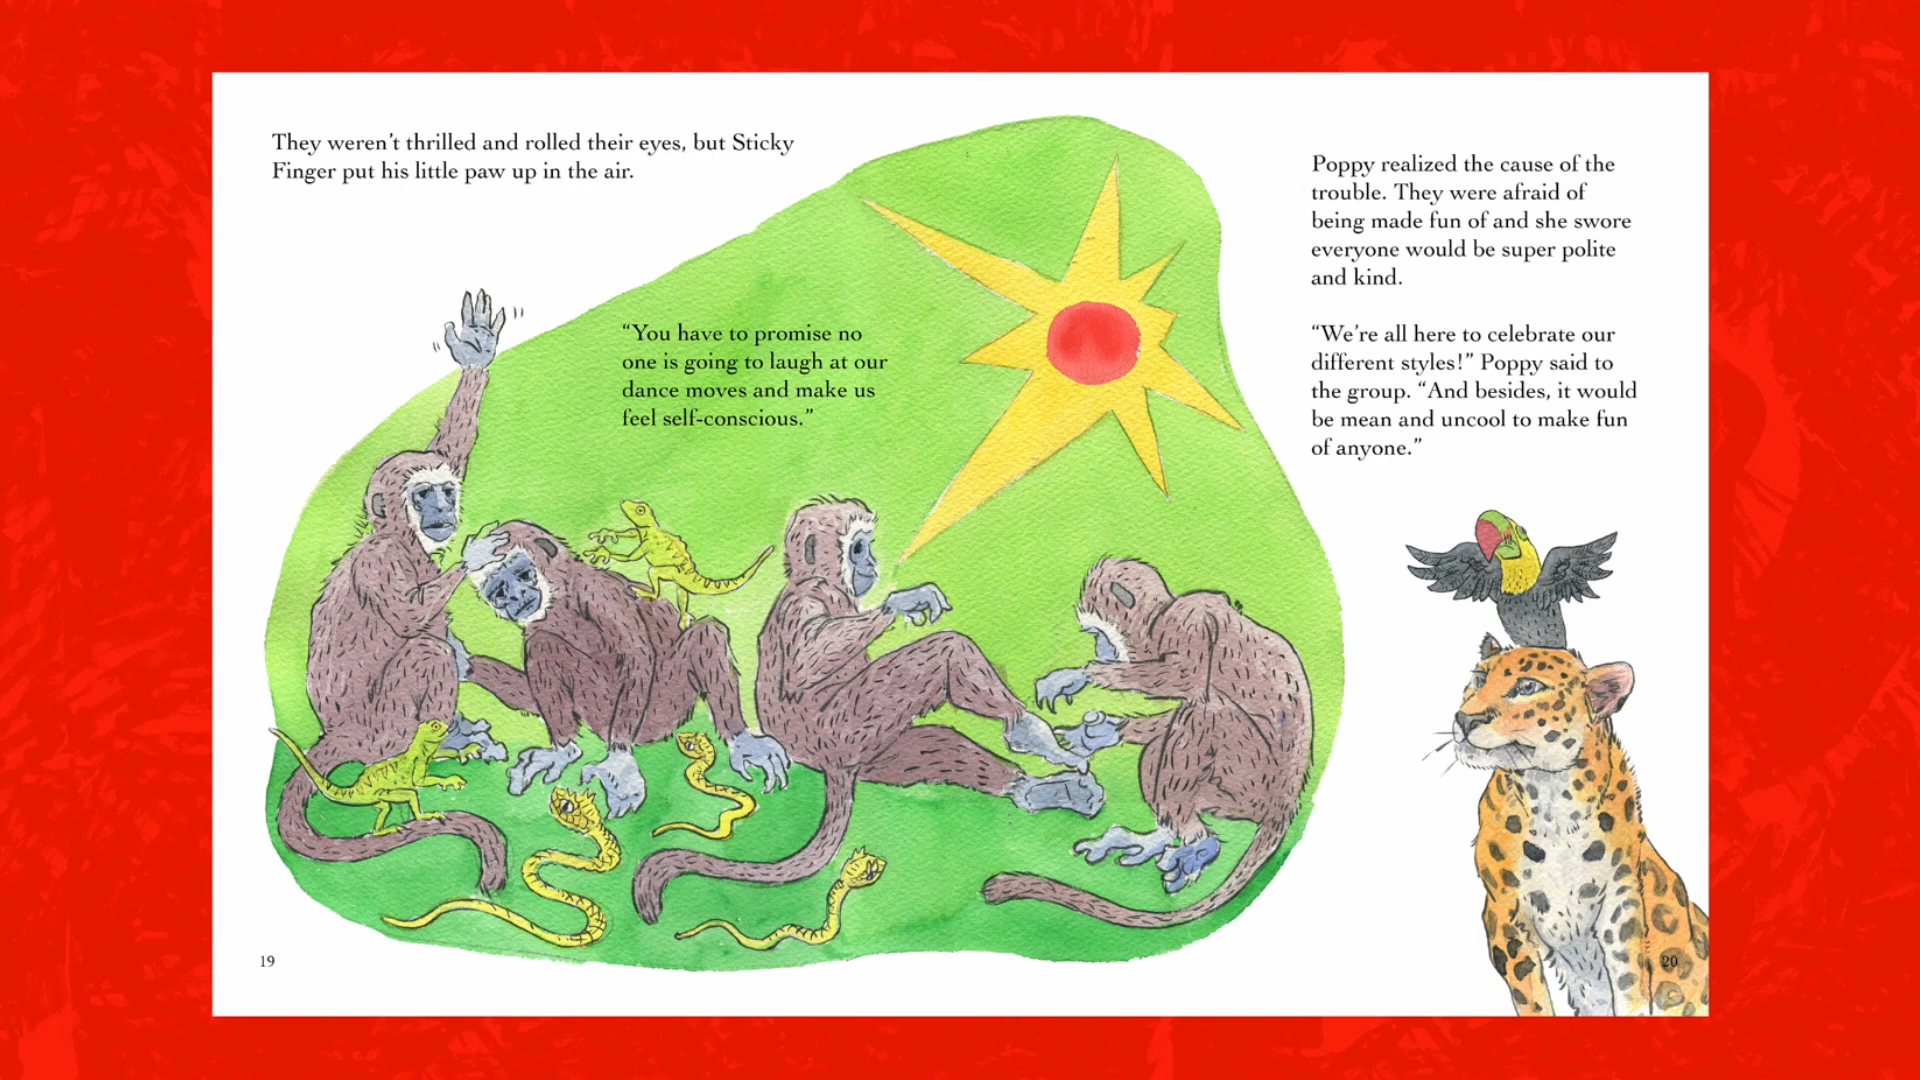 They weren't thrilled and rolled their eyes, but Sticky
Finger put his little paw up in the air.
“You have to promise no
one is going to laugh at our
dance moves and make us
feel self-conscious.”
19
Poppy realized the cause of the
trouble. They were afraid of
being made fun of and she swore
everyone would be super polite
and kind.
“We’re all here to celebrate our
different styles!” Poppy said to
the group. “And besides, it would
be mean and uncool to make fun
of anyone.”
20